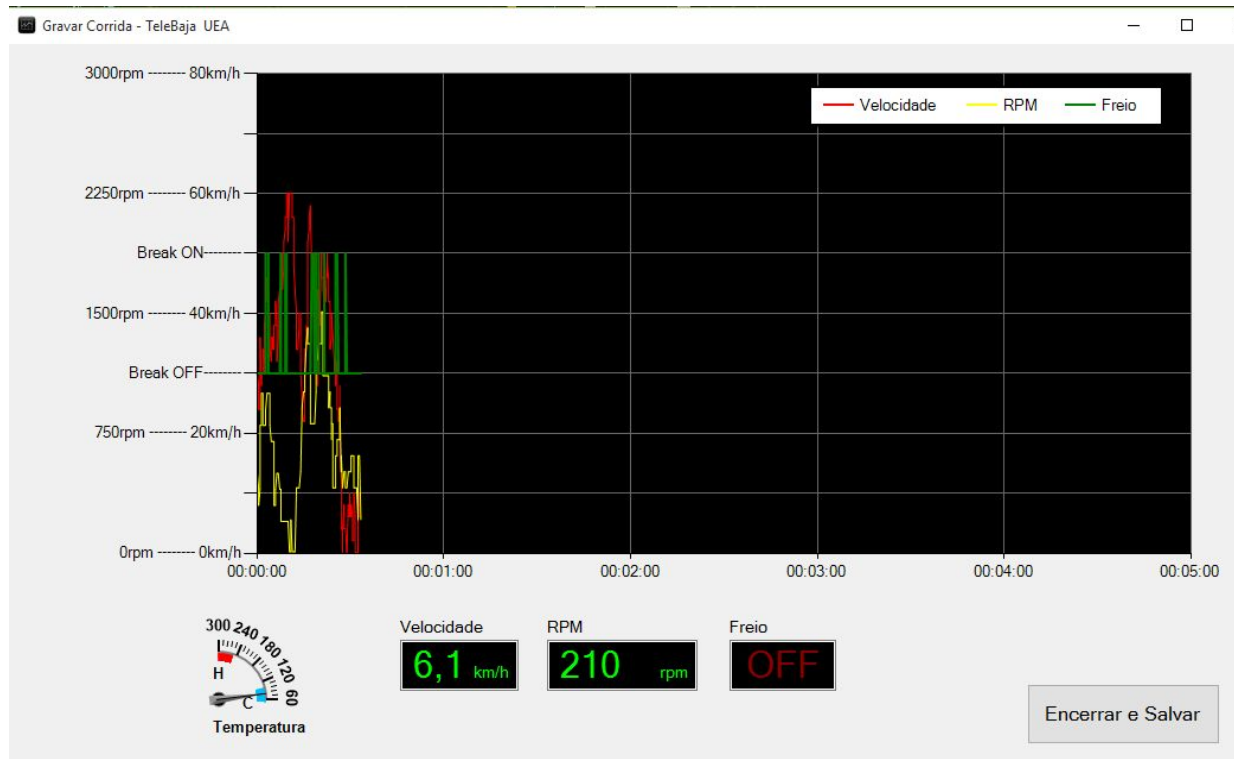 Gravar Corrida - TeleBaja UEA
3000rpm -------- 80km/h
Velocidade RPM Freio
2250rpm -------- 60km/h
Break ON--------
1500rpm -------- 40km/h
Break OFF--------
750rpm -------- 20km/h
0rpm -------- 0km/h
00:00:00 00:01:00 00:02:00 00:03:00 00:04:00 00:05:00
300 240 180 120 60
H
C
Temperatura
Velocidade RPM Freio
6,1 km/h 210 rpm OFF
Encerrar e Salvar